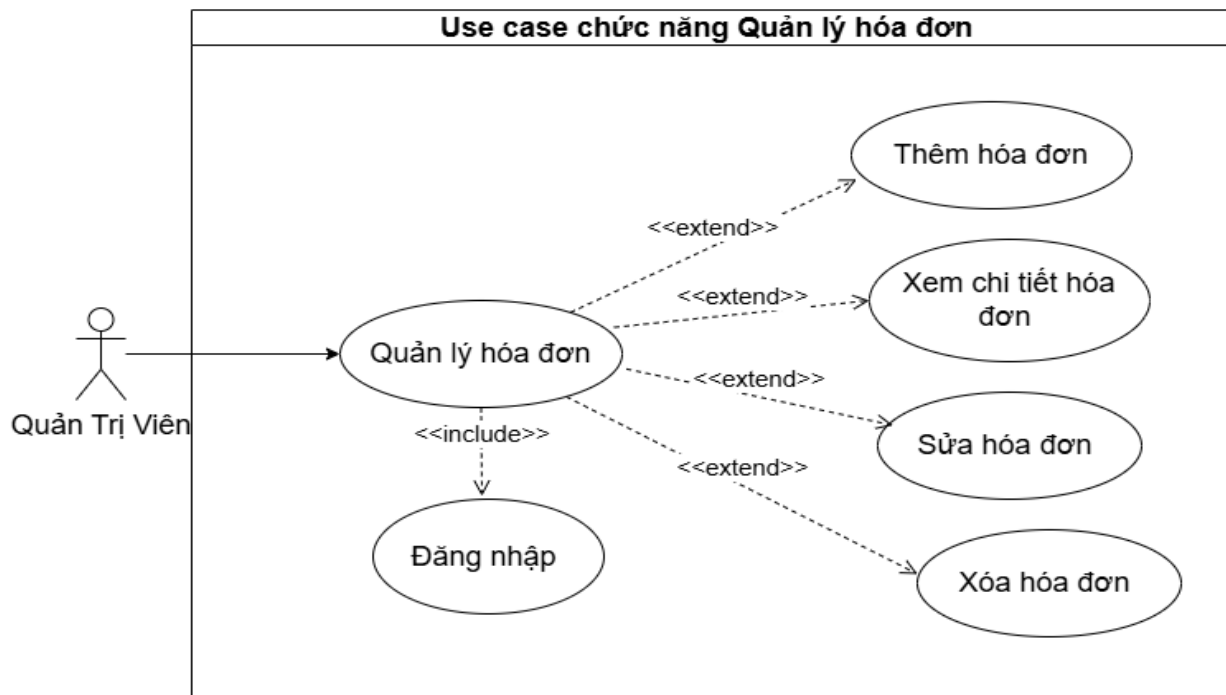 Use case chức năng Quản lý hóa đơn
Thêm hóa đơn
<<extend>>
Xem chi tiết hóa
đơn
<<extend>>
Quản lý hóa đơn
<<extend>>
Quản Trị Viên
<<include>>
Sửa hóa đơn
<<extend>>
Đăng nhập
Xóa hóa đơn